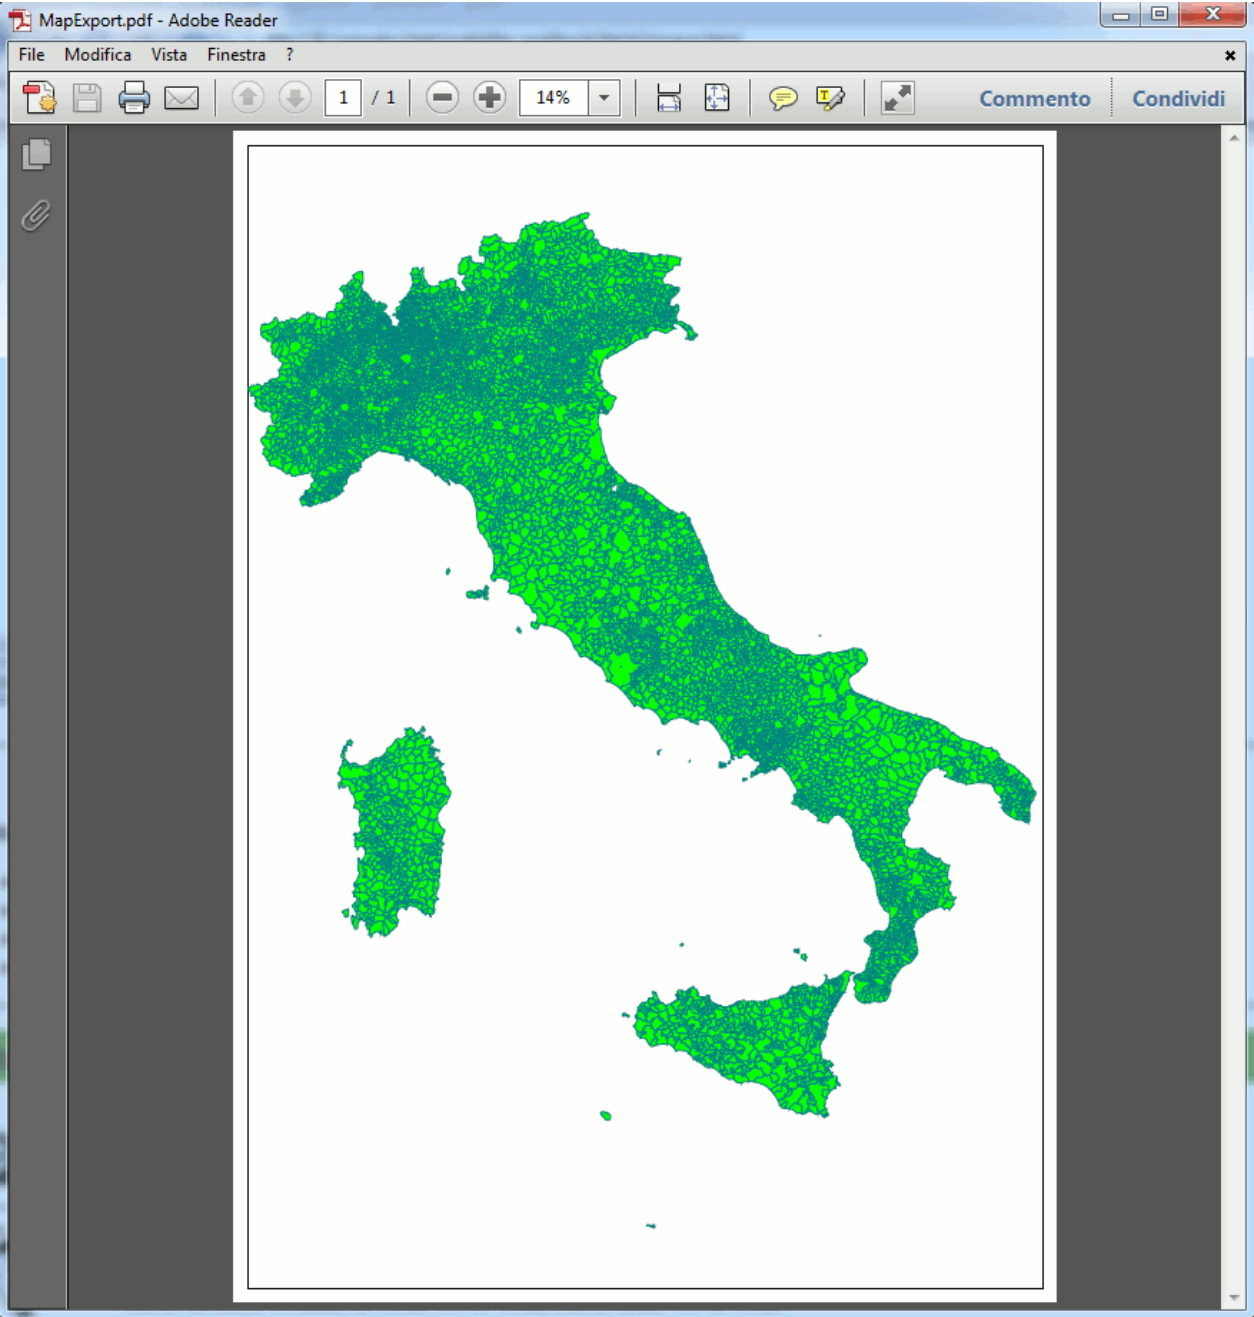 MapExport.pdf - Adobe Reader
File Modifica Vista Finestra ?
1 / 1 14% Commento Condividi